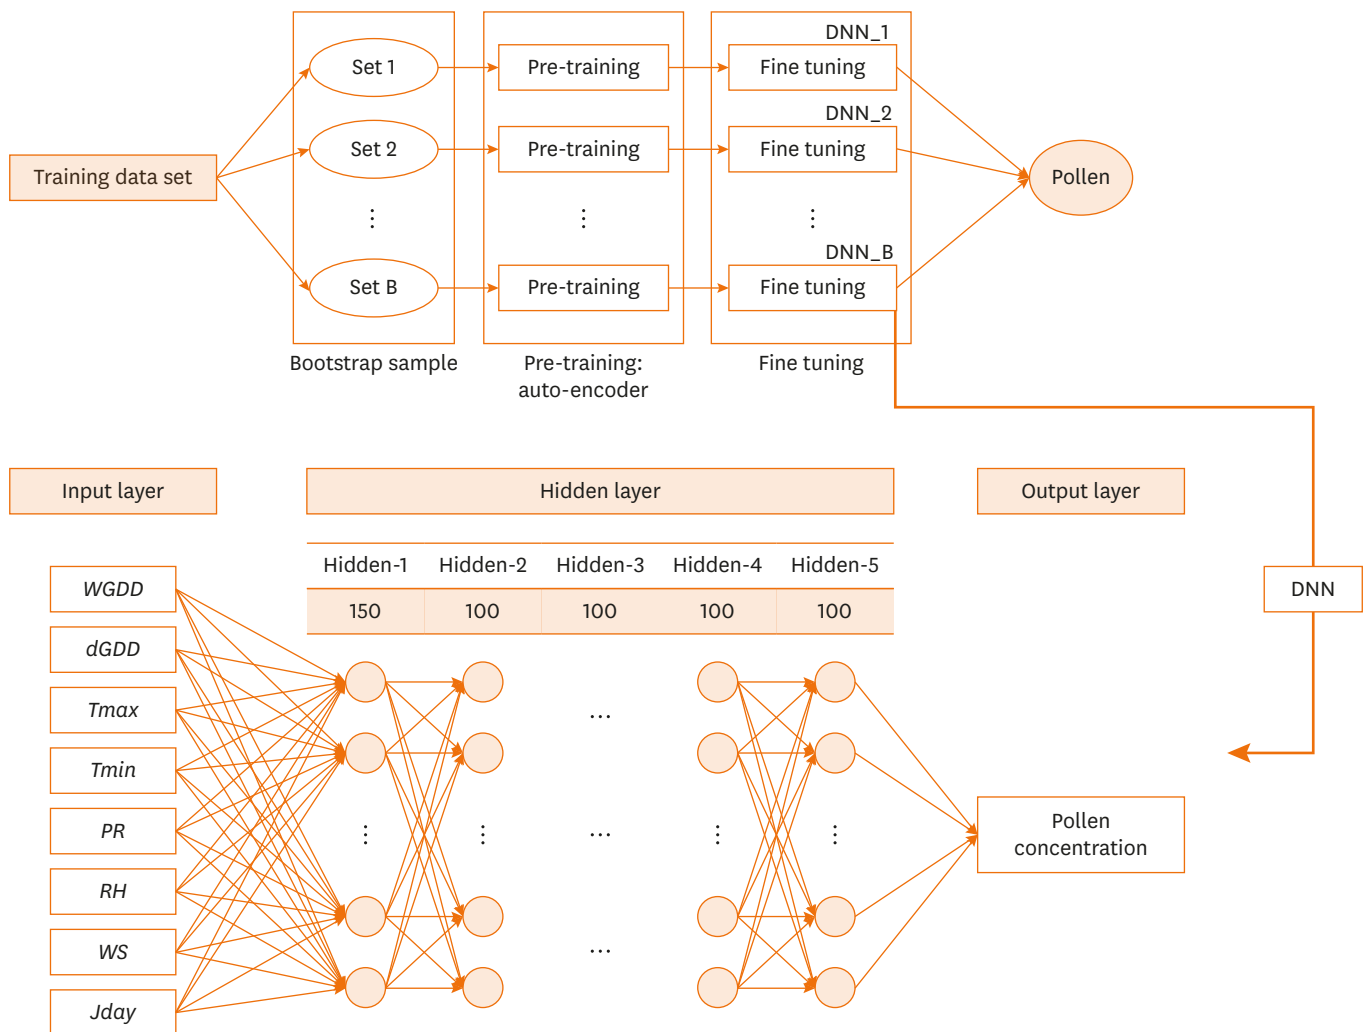 DNN_1
Set 1
Pre-training
Fine tuning
DNN_2
Set 2
Pre-training
Fine tuning
Training data set
Pollen
⋮
⋮
⋮
DNN_B
Set B
Pre-training
Fine tuning
Bootstrap sample
Pre-training:
auto-encoder
Fine tuning
Input layer
Hidden layer
Output layer
Hidden-1
Hidden-2
Hidden-3
Hidden-4
Hidden-5
150
100
100
100
100
DNN
WGDD
dGDD
Tmax
Tmin
PR
RH
WS
Jday
...
⋮
⋮
...
⋮
⋮
...
Pollen
concentration